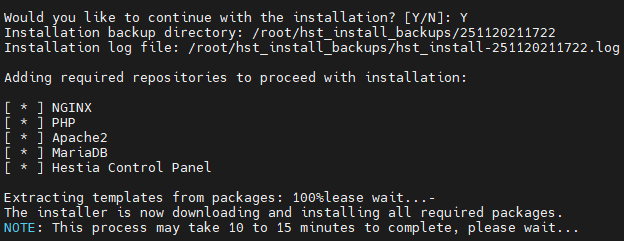 Would you like to continue with the installation? [Y/N]: Y
Installation backup directory: /root/hst_install_backups/251120211722
Installation log file: /root/hst_install_backups/hst_install-251120211722.log
Adding required repositories to proceed with installation:
[ * ] NGINX
[ * ] PHP
[ * ] Apache2
[ * ] MariaDB
[ * ] Hestia Control Panel
Extracting templates from packages: 100%lease wait...-
The installer is now downloading and installing all required packages.
NOTE: This process may take 10 to 15 minutes to complete, please wait...